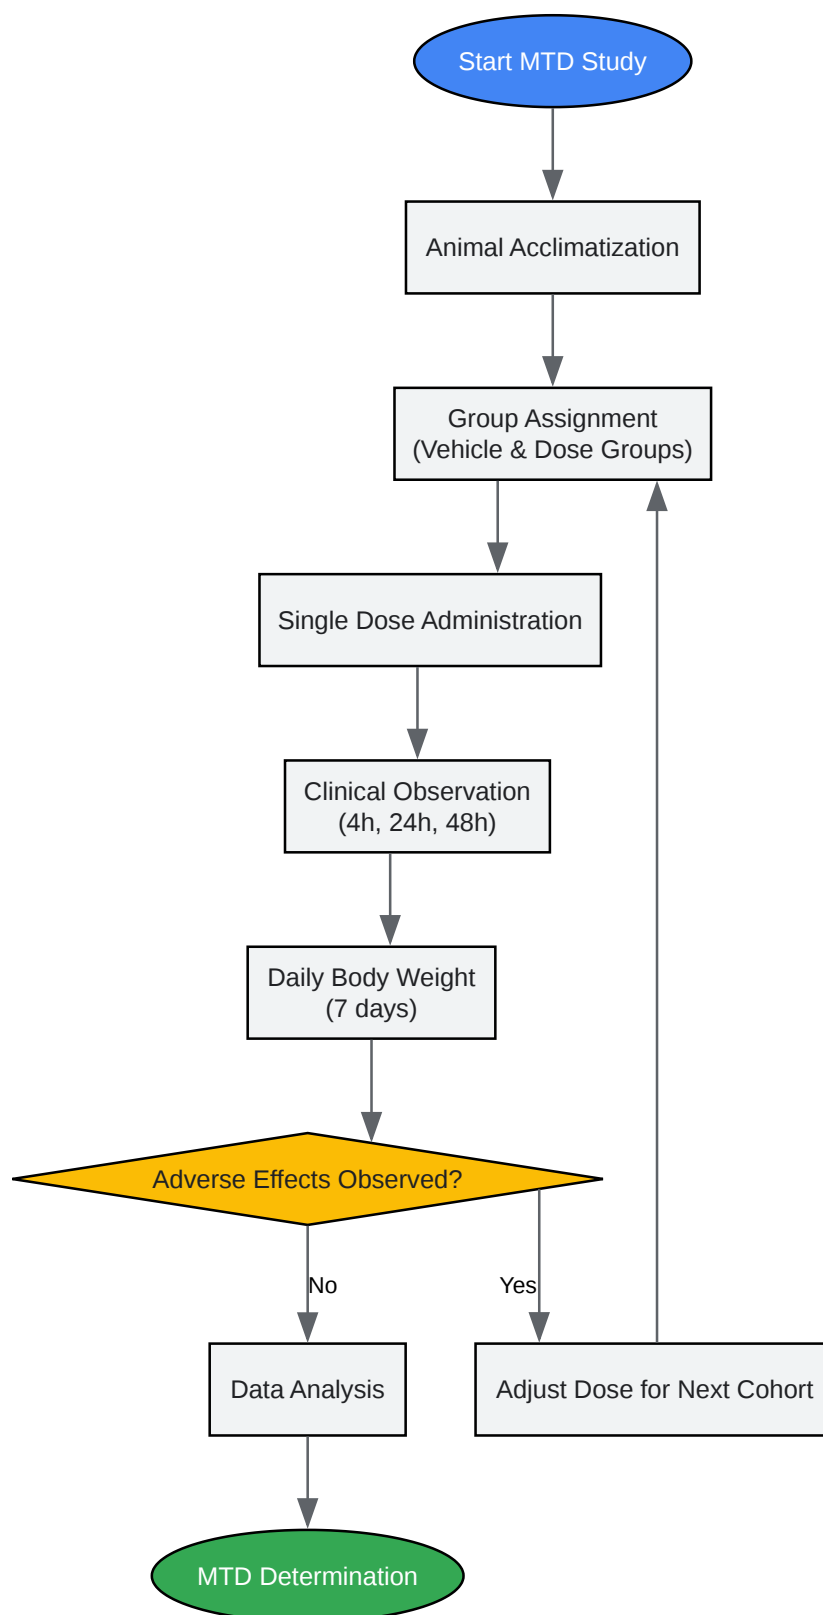 Start MTD Study
Animal Acclimatization
Group Assignment
(Vehicle & Dose Groups)
Single Dose Administration
Clinical Observation
(4h, 24h, 48h)
Daily Body Weight
(7 days)
Adverse Effects Observed?
No
Yes
Data Analysis
Adjust Dose for Next Cohort
MTD Determination